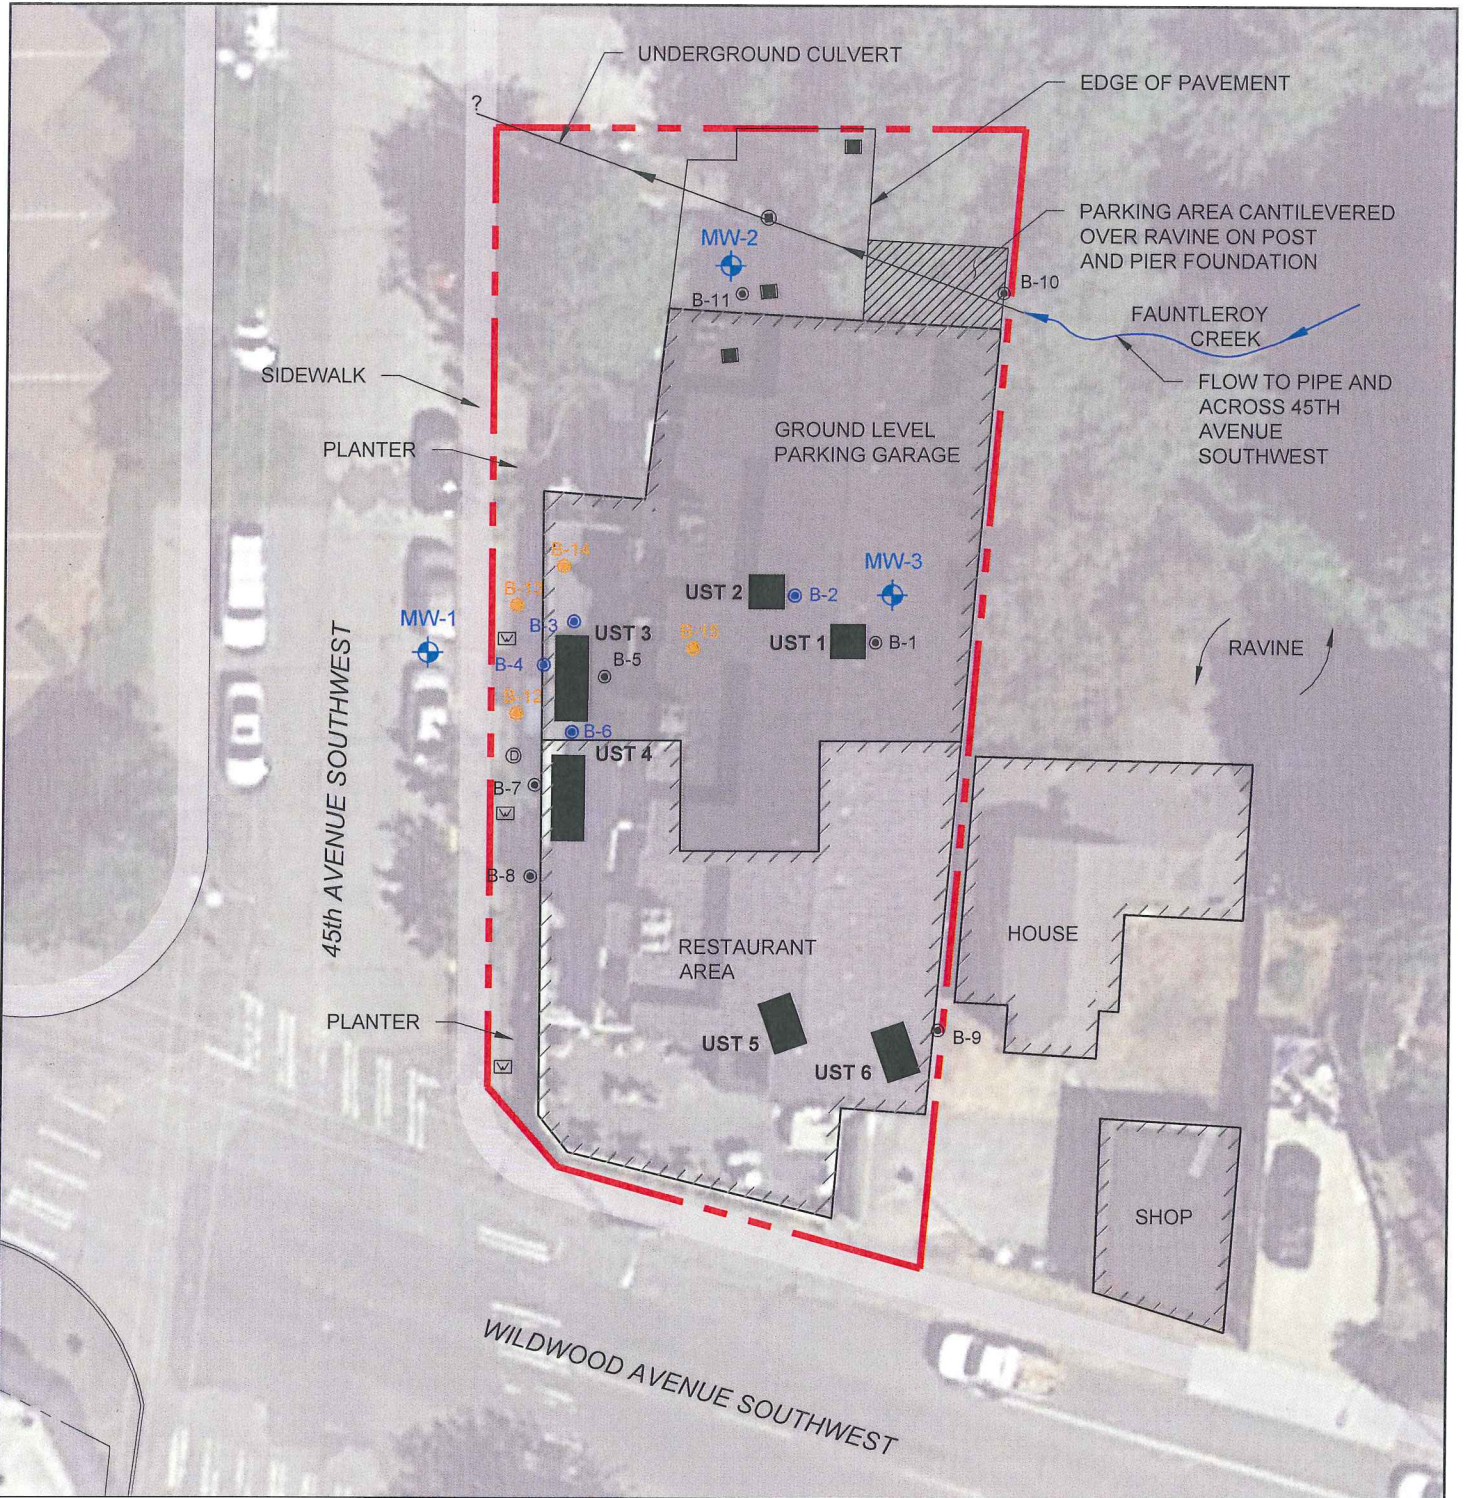 UNDERGROUND CULVERT
EDGE OF PAVEMENT
?
PARKING AREA CANTILEVERED
OVER RAVINE ON POST
AND PIER FOUNDATION
MW-2
B-10
B-11
FAUNTLEROY
CREEK
SIDEWALK
FLOW TO PIPE AND
ACROSS 45TH
AVENUE
SOUTHWEST
PLANTER
GROUND LEVEL
PARKING GARAGE
B-14
MW-3
UST 2
B-2
MW-1
B-3
UST 3
B-15
UST 1
B-1
RAVINE
W
B-4
B-5
B-12
B-6
D
UST 4
B-7
W
45th AVENUE SOUTHWEST
B-8
HOUSE
RESTAURANT
AREA
PLANTER
UST 5
UST 6
B-9
W
SHOP
WILDWOOD AVENUE SOUTHWEST